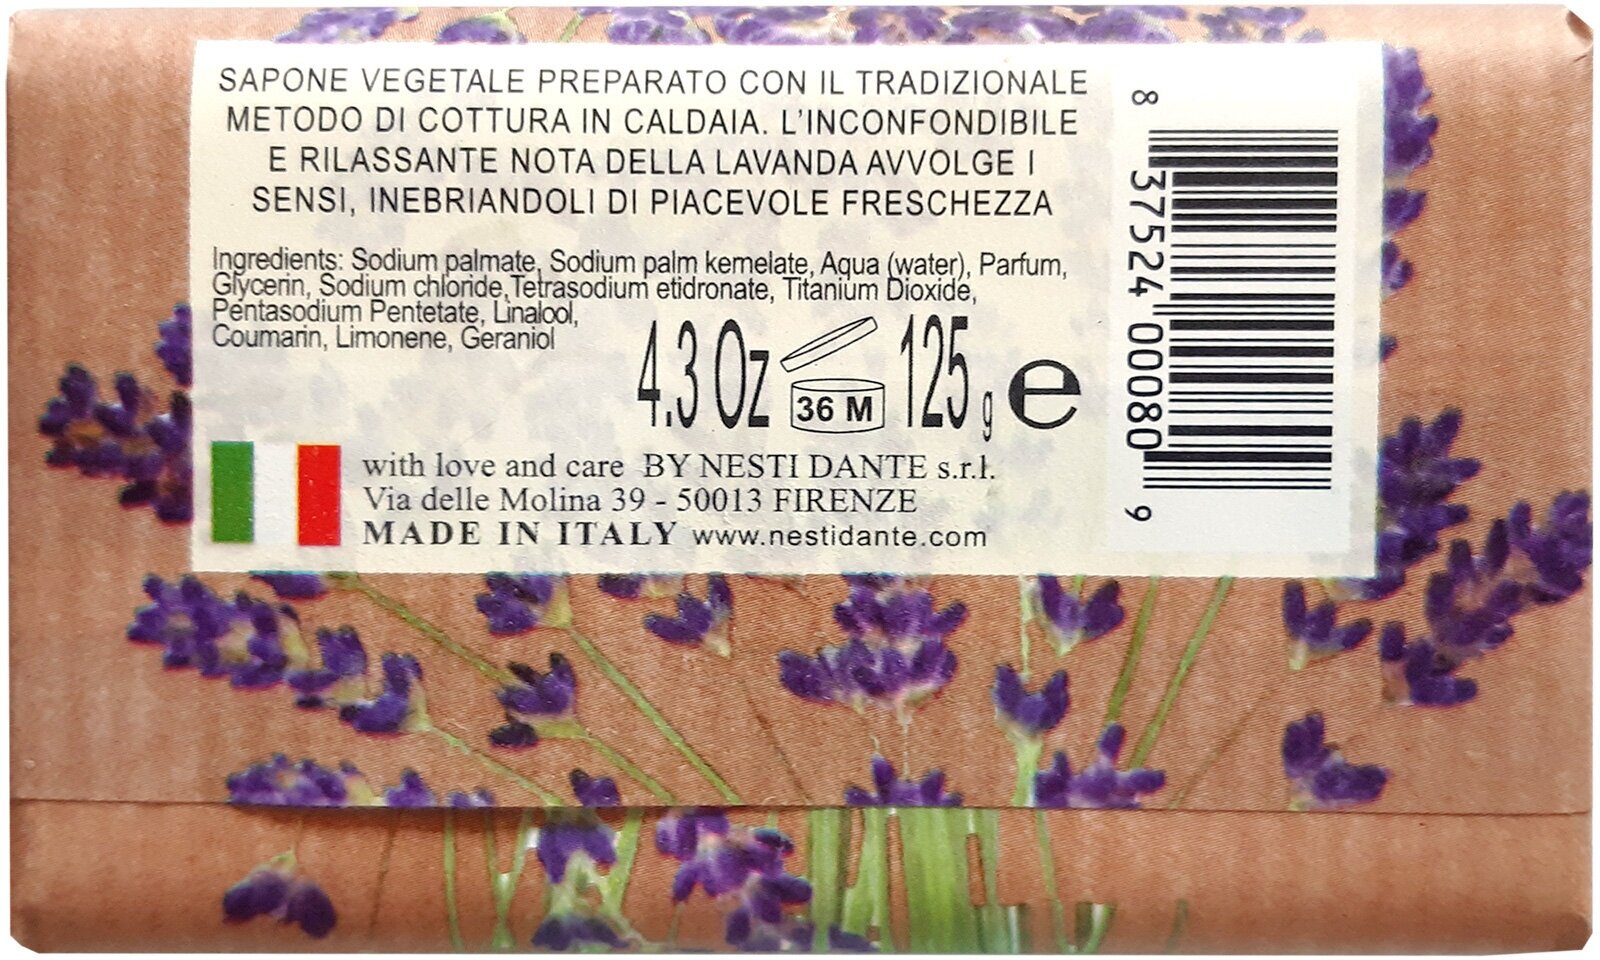 SAPONE VEGETALE PREPARATO CON IL TRADIZIONALE
METODO DI COTTURA IN CALDAIA. L'INCONFONDIBILE
E RILASSANTE NOTA DELLA LAVANDA AVVOLGE I
SENSI, INEBRIANDOLI DI PIACEVOLE FRESCHEZZA
Ingredients: Sodium palmate, Sodium palm kernelate, Aqua (water), Parfum,
Glycerin, Sodium chloride,Tetrasodium etidronate, Titanium Dioxide,
Pentasodium Pentetate, Linalool,
Coumarin, Limonene, Geraniol
4.3 Oz 36 M 125 g e
with love and care BY NESTI DANTE s.r.l.
Via delle Molina 39 - 50013 FIRENZE
MADE IN ITALY www.nestidante.com
8 37524 00080 9